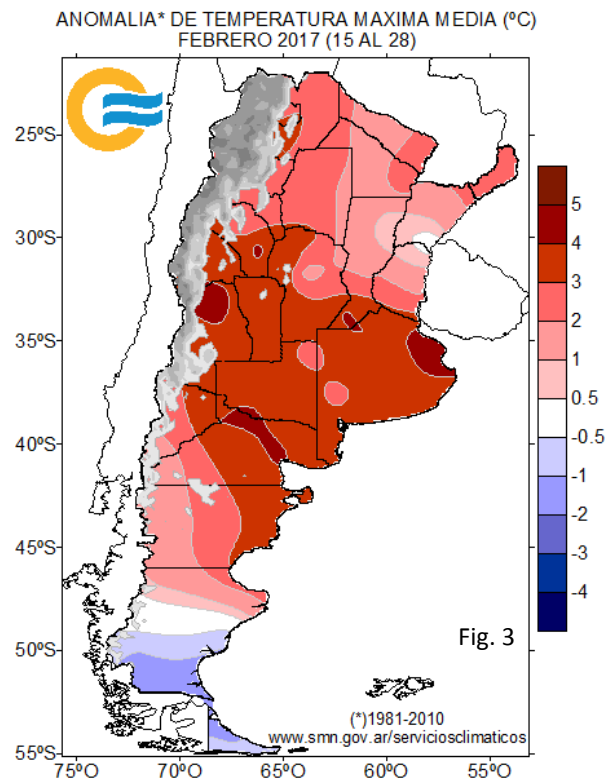 ANOMALIA* DE TEMPERATURA MAXIMA MEDIA (ºC)
FEBRERO 2017 (15 AL 28)
25ºS
30ºS
35ºS
40ºS
45ºS
50ºS
55ºS
75ºO 70ºO 65ºO 60ºO 55ºO
5
4
3
2
1
0.5
-0.5
-1
-2
-3
-4
Fig. 3
(*)1981-2010
www.smn.gov.ar/serviciosclimaticos